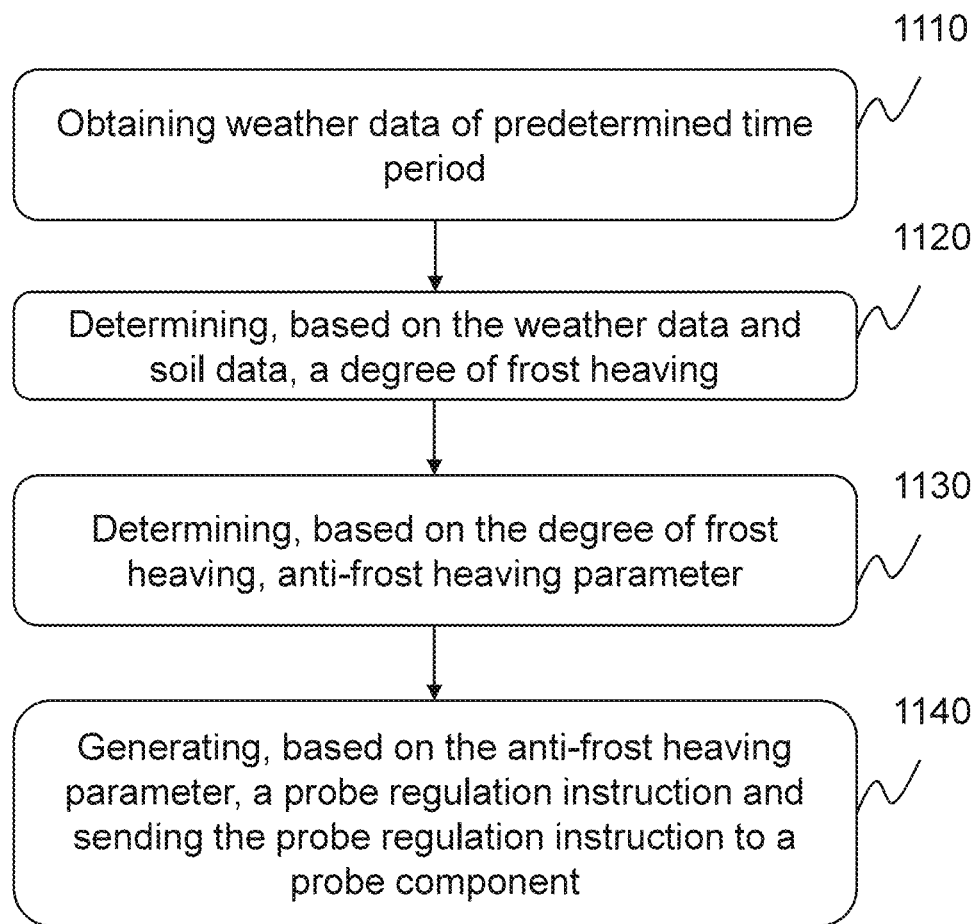 1110
Obtaining weather data of predetermined time
period
1120
Determining, based on the weather data and
soil data, a degree of frost heaving
1130
Determining, based on the degree of frost
heaving, anti-frost heaving parameter
1140
Generating, based on the anti-frost heaving
parameter, a probe regulation instruction and
sending the probe regulation instruction to a
probe component